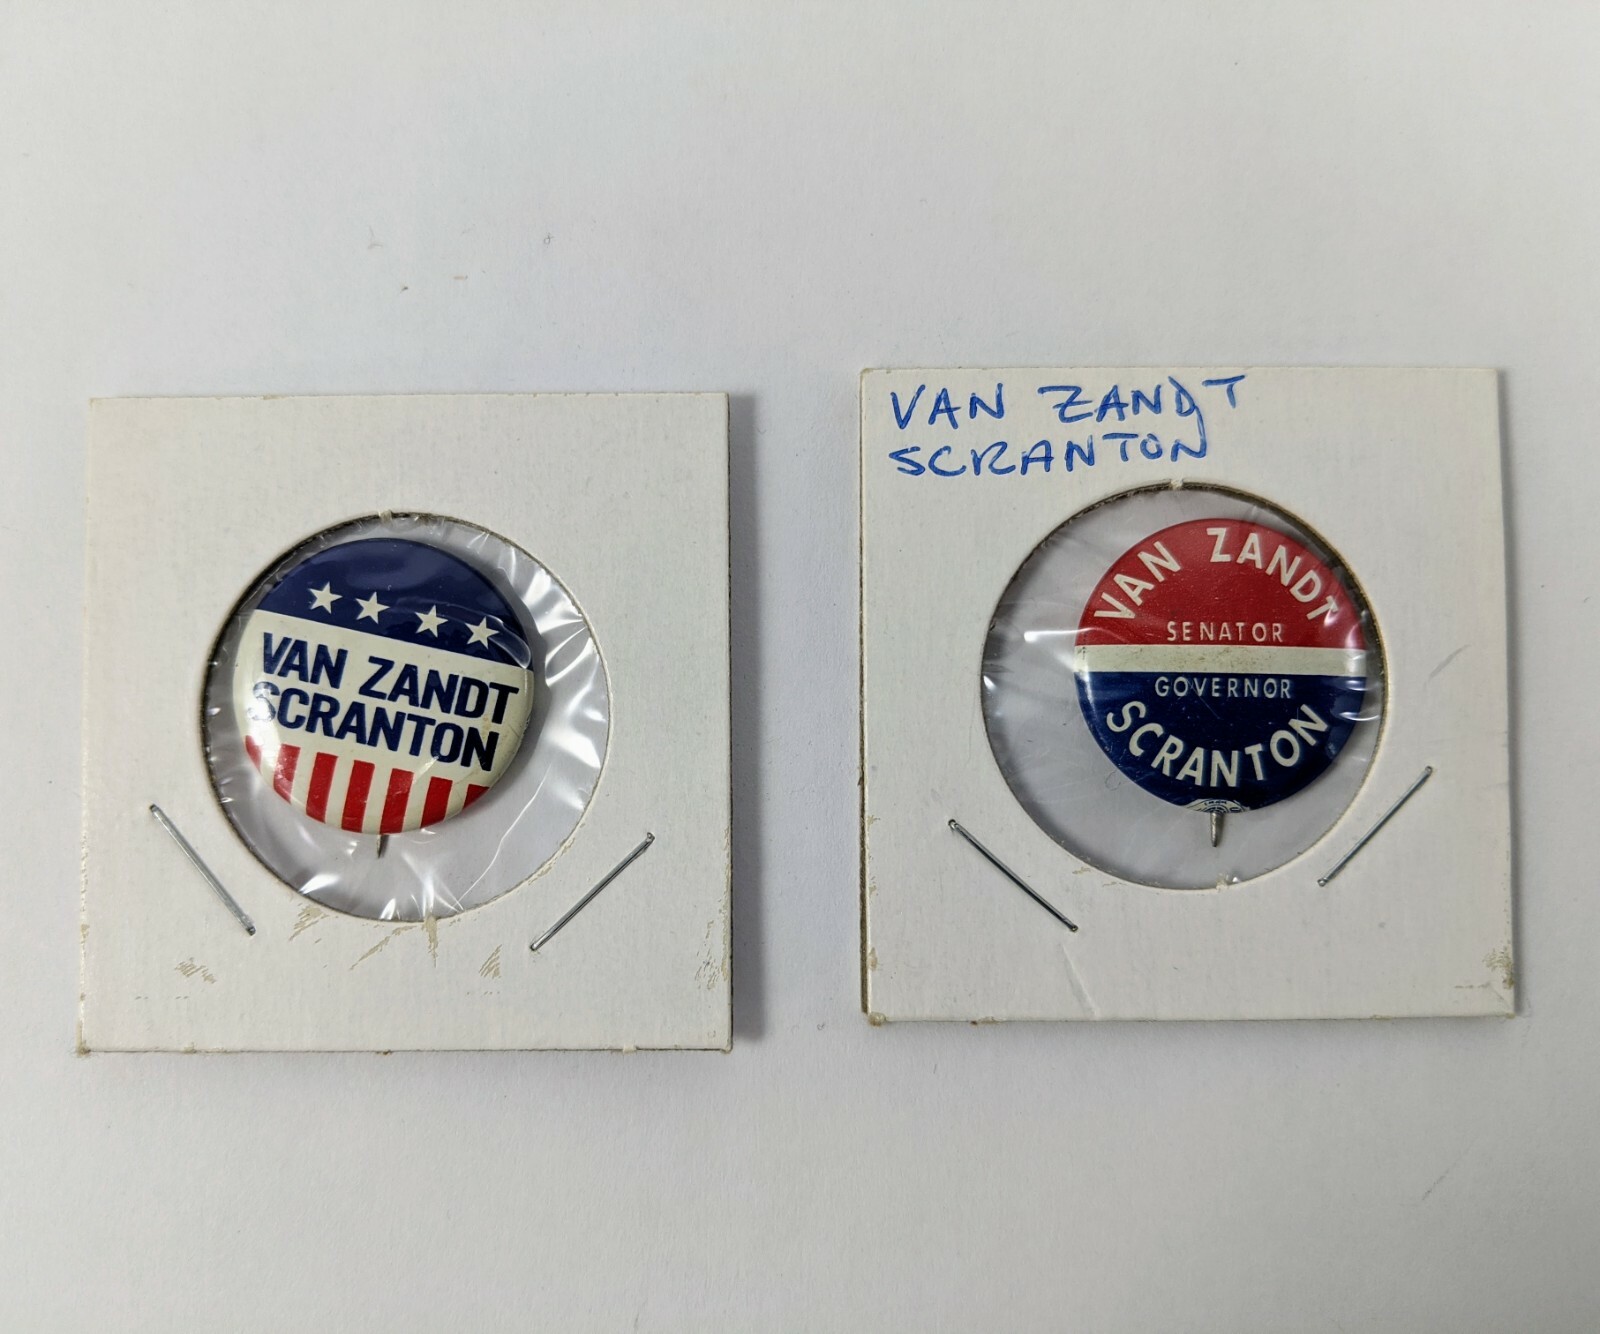 VAN ZANDT
SCRANTON
VAN ZANDT
SCRANTON
VAN ZANDT
SENATOR
GOVERNOR
SCRANTON